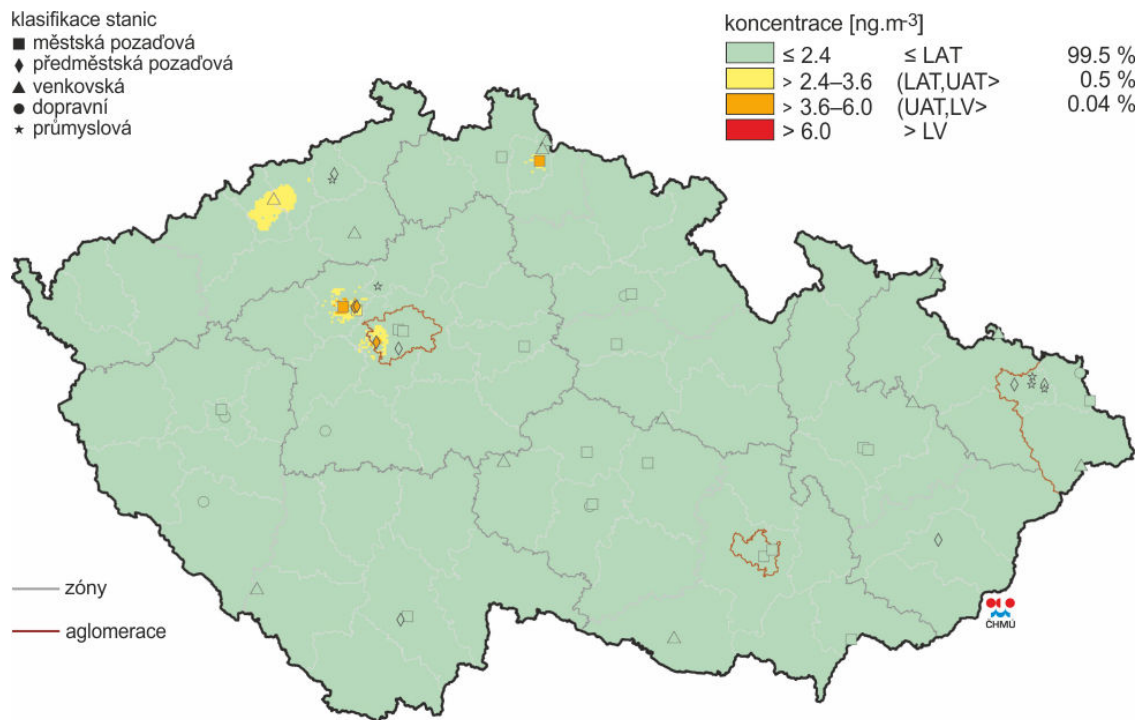 klasifikace stanic
městská pozaďová
předměstská pozaďová
venkovská
dopravní
průmyslová
koncentrace [ng.m-3]
≤ 2.4 ≤ LAT 99.5 %
> 2.4–3.6 (LAT,UAT> 0.5 %
> 3.6–6.0 (UAT,LV> 0.04 %
> 6.0 > LV
zóny
aglomerace
ČHMÚ